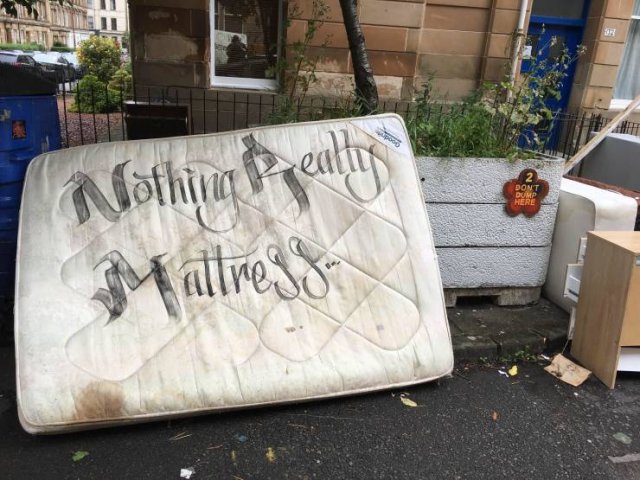 Nothing Really
Mattress...
2
DON'T
DUMP
HERE